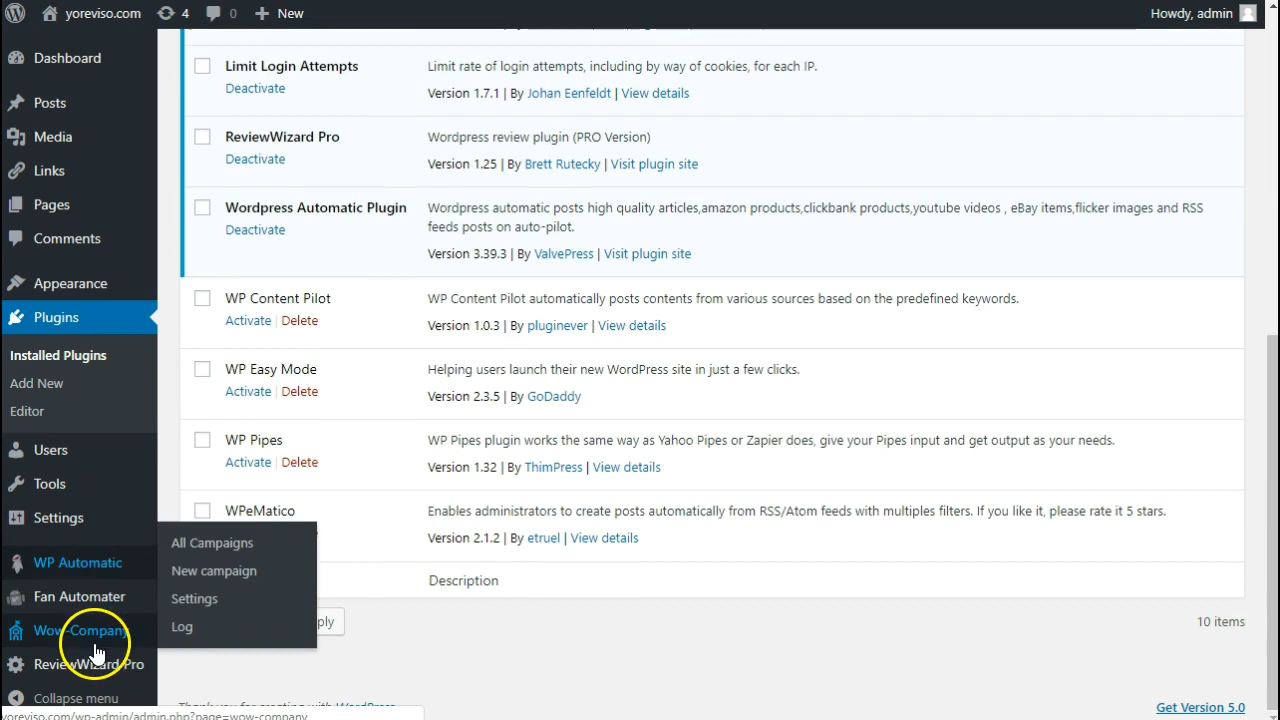 yoreviso.com 4 0 New Howdy, admin
Dashboard
Posts
Media
Links
Pages
Comments
Appearance
Plugins
Installed Plugins
Add New
Editor
Users
Tools
Settings
WP Automatic
Fan Automater
Wow-Company
ReviewWizard Pro
Collapse menu
All Campaigns
New campaign
Settings
Log
Limit Login Attempts
Deactivate
Limit rate of login attempts, including by way of cookies, for each IP.
Version 1.7.1 | By Johan Eenfeldt | View details
ReviewWizard Pro
Deactivate
Wordpress review plugin (PRO Version)
Version 1.25 | By Brett Rutecky | Visit plugin site
Wordpress Automatic Plugin
Deactivate
Wordpress automatic posts high quality articles,amazon products,clickbank products,youtube videos , eBay items,flicker images and RSS
feeds posts on auto-pilot.
Version 3.39.3 | By ValvePress | Visit plugin site
WP Content Pilot
Activate | Delete
WP Content Pilot automatically posts contents from various sources based on the predefined keywords.
Version 1.0.3 | By pluginever | View details
WP Easy Mode
Activate | Delete
Helping users launch their new WordPress site in just a few clicks.
Version 2.3.5 | By GoDaddy
WP Pipes
Activate | Delete
WP Pipes plugin works the same way as Yahoo Pipes or Zapier does, give your Pipes input and get output as your needs.
Version 1.32 | By ThimPress | View details
WPeMatico
Enables administrators to create posts automatically from RSS/Atom feeds with multiple filters. If you like it, please rate it 5 stars.
Version 2.1.2 | By etruel | View details
Description
ply
10 items
Thank you for creating with WordPress
Get Version 5.0
yoreviso.com/wp-admin/admin.php?page=wow-company